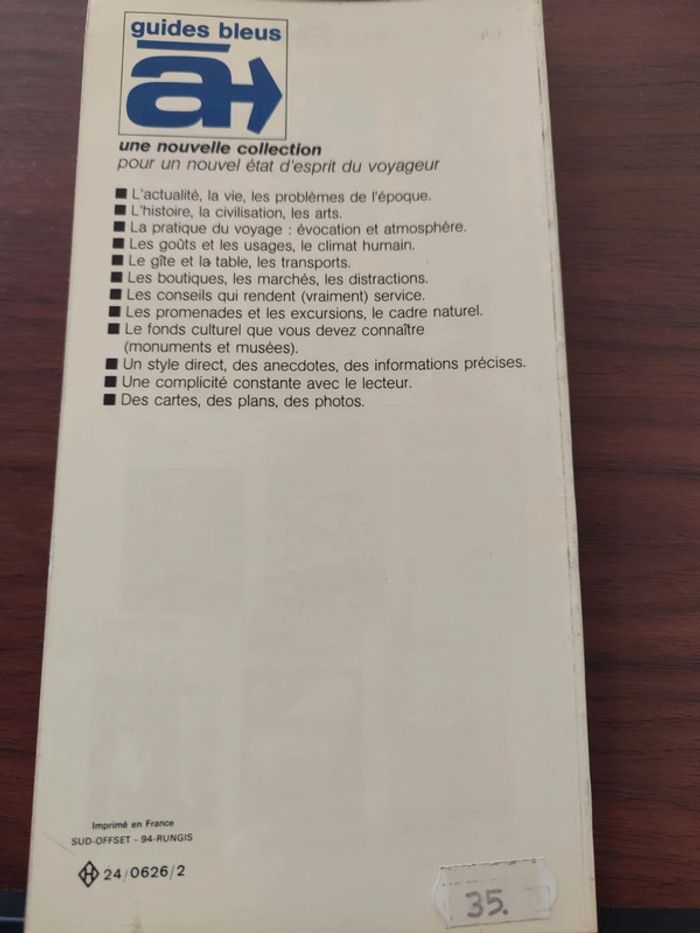 guides bleus
à
une nouvelle collection
pour un nouvel état d'esprit du voyageur
■ L'actualité, la vie, les problèmes de l'époque.
■ L'histoire, la civilisation, les arts.
■ La pratique du voyage : évocation et atmosphère.
■ Les goûts et les usages, le climat humain.
■ Le gîte et la table, les transports.
■ Les boutiques, les marchés, les distractions.
■ Les conseils qui rendent (vraiment) service.
■ Les promenades et les excursions, le cadre naturel.
■ Le fonds culturel que vous devez connaître
(monuments et musées).
■ Un style direct, des anecdotes, des informations précises.
■ Une complicité constante avec le lecteur.
■ Des cartes, des plans, des photos.
Imprimé en France
SUD-OFFSET - 94-RUNGIS
H 24/0626/2
35.